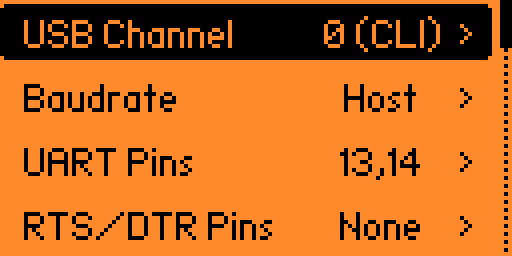 USB Channel 0 (CLI) >
Baudrate Host >
UART Pins 13,14 >
RTS/DTR Pins None >